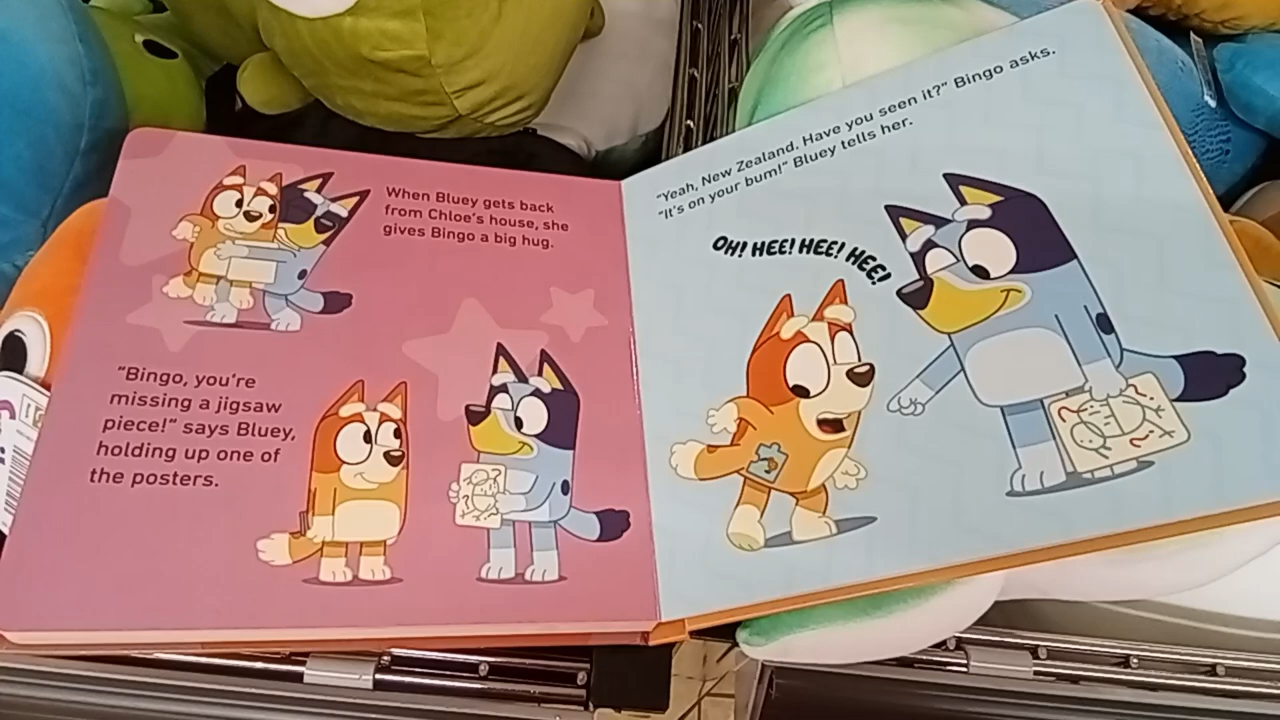 When Bluey gets back
from Chloe's house, she
gives Bingo a big hug.
"Bingo, you're
missing a jigsaw
piece!" says Bluey,
holding up one of
the posters.
"Yeah, New Zealand. Have you seen it?" Bingo asks.
"It's on your bum!" Bluey tells her.
OH! HEE! HEE! HEE!